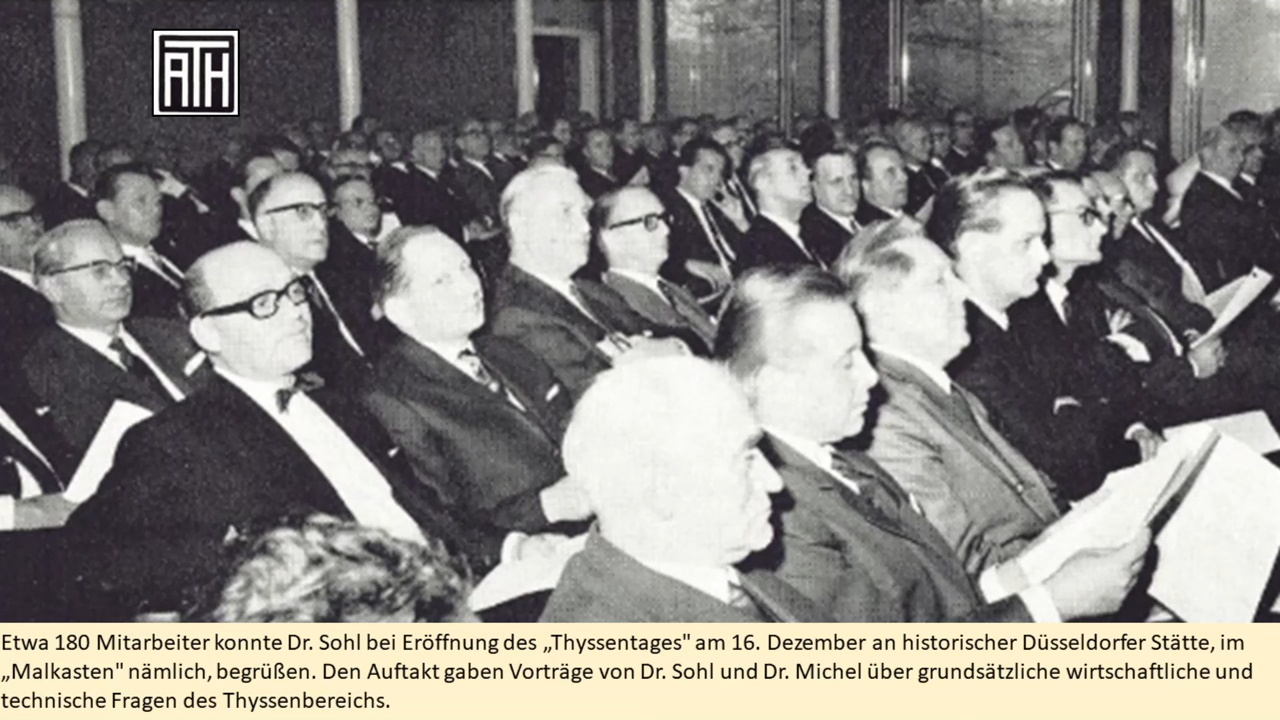 ATH
Etwa 180 Mitarbeiter konnte Dr. Sohl bei Eröffnung des „Thyssentages" am 16. Dezember an historischer Düsseldorfer Stätte, im
„Malkasten" nämlich, begrüßen. Den Auftakt gaben Vorträge von Dr. Sohl und Dr. Michel über grundsätzliche wirtschaftliche und
technische Fragen des Thyssenbereichs.